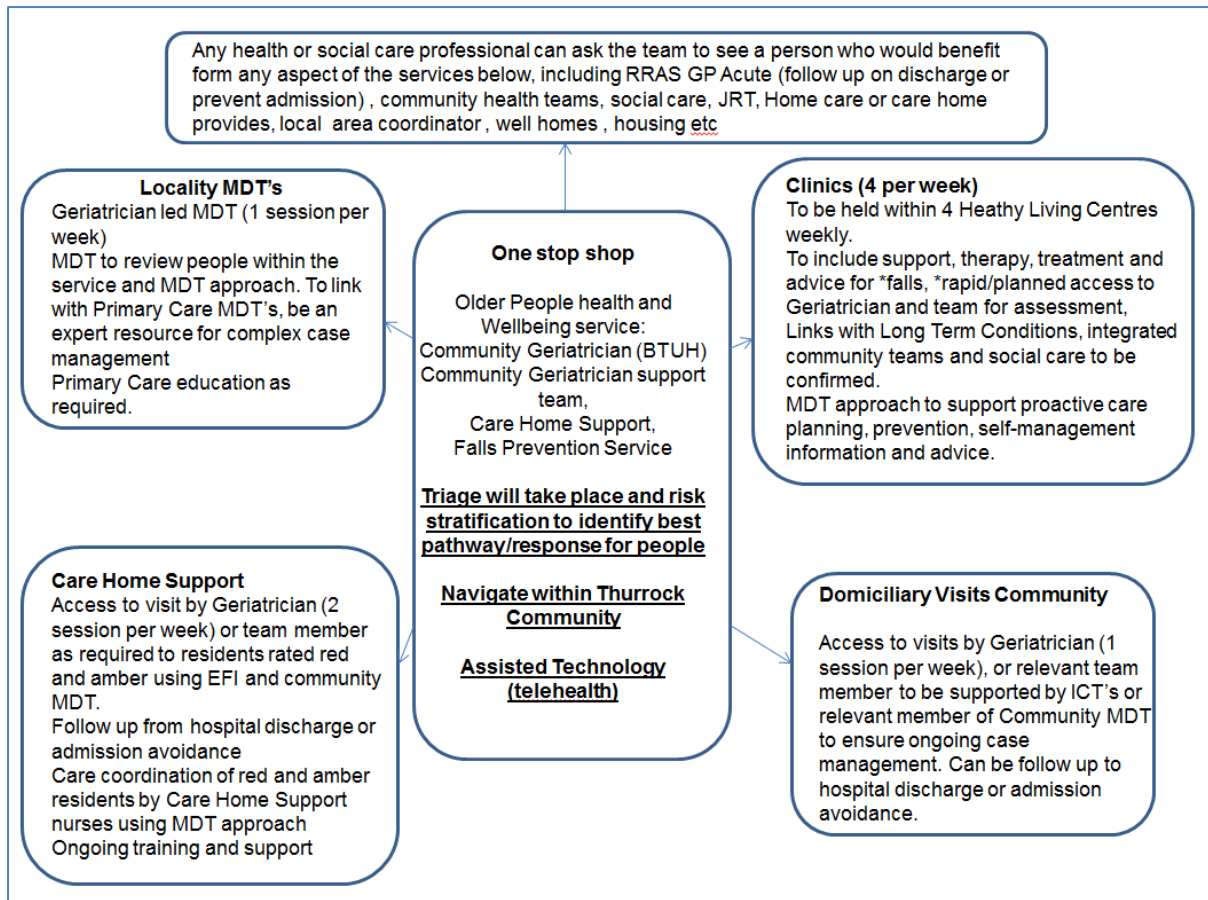 Any health or social care professional can ask the team to see a person who would benefit
form any aspect of the services below, including RRAS GP Acute (follow up on discharge or
prevent admission) , community health teams, social care, JRT, Home care or care home
provides, local area coordinator , well homes , housing etc
Locality MDT's
Geriatrician led MDT (1 session per
week)
MDT to review people within the
service and MDT approach. To link
with Primary Care MDT's, be an
expert resource for complex case
management
Primary Care education as
required.
One stop shop
Older People health and
Wellbeing service:
Community Geriatrician (BTUH)
Community Geriatrician support
team,
Care Home Support,
Falls Prevention Service
Triage will take place and risk
stratification to identify best
pathway/response for people
Navigate within Thurrock
Community
Assisted Technology
(telehealth)
Clinics (4 per week)
To be held within 4 Heathy Living Centres
weekly.
To include support, therapy, treatment and
advice for *falls, *rapid/planned access to
Geriatrician and team for assessment,
Links with Long Term Conditions, integrated
community teams and social care to be
confirmed.
MDT approach to support proactive care
planning, prevention, self-management
information and advice.
Care Home Support
Access to visit by Geriatrician (2
session per week) or team member
as required to residents rated red
and amber using EFI and community
MDT.
Follow up from hospital discharge or
admission avoidance
Care coordination of red and amber
residents by Care Home Support
nurses using MDT approach
Ongoing training and support
Domiciliary Visits Community
Access to visits by Geriatrician (1
session per week), or relevant team
member to be supported by ICT's or
relevant member of Community MDT
to ensure ongoing case
management. Can be follow up to
hospital discharge or admission
avoidance.